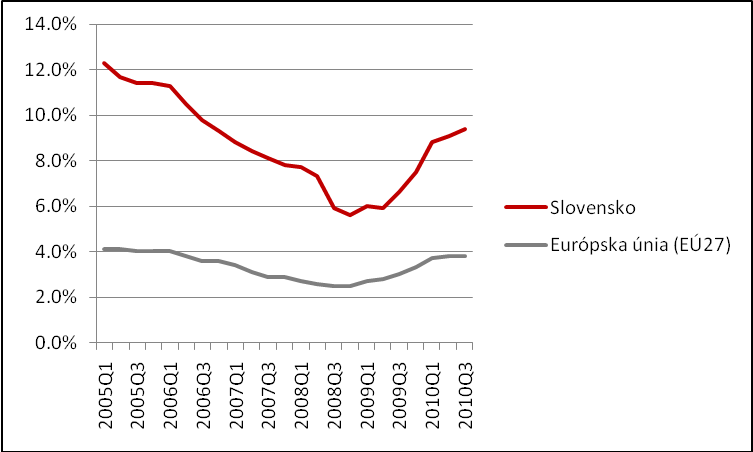 14.0%
12.0%
10.0%
8.0%
6.0%
4.0%
2.0%
0.0%
2005Q1
2005Q3
2006Q1
2006Q3
2007Q1
2007Q3
2008Q1
2008Q3
2009Q1
2009Q3
2010Q1
2010Q3
Slovensko
Európska únia (EÚ27)